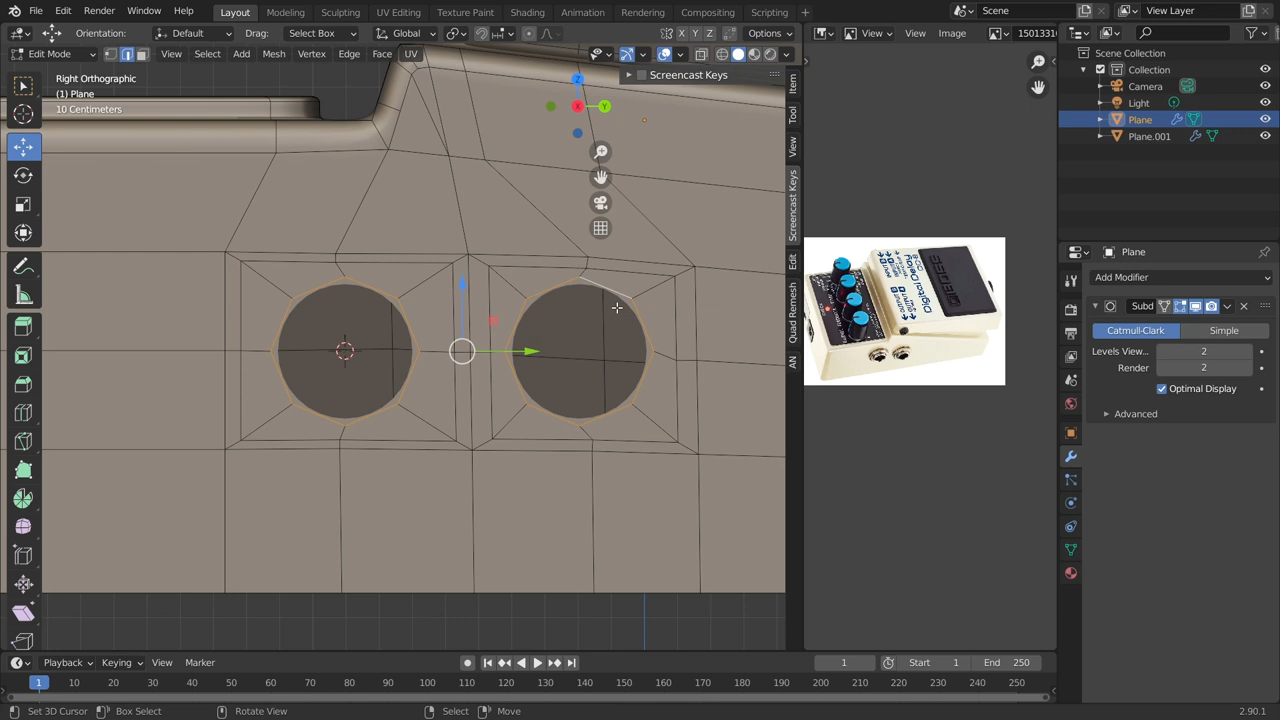 File Edit Render Window Help Layout Modeling Sculpting UV Editing Texture Paint Shading Animation Rendering Compositing Scripting + Scene View Layer
Orientation: Default Drag: Select Box Global X Y Z Options View View Image 1501331
Edit Mode View Select Add Mesh Vertex Edge Face UV
Right Orthographic
(1) Plane
10 Centimeters
Screencast Keys
Z
X
Y
Item
Tool
View
Screencast Keys
Edit
Quad Remesh
AN
BOSS
Digital Delay
DD-6
Scene Collection
Collection
Camera
Light
Plane
Plane.001
Plane
Add Modifier
Subd
Catmull-Clark Simple
Levels View... 2
Render 2
Optimal Display
Advanced
Playback Keying View Marker 1 Start 1 End 250
1 10 20 30 40 50 60 70 80 90 100 110 120 130 140 150 160 170 180 190 200 210 220 230 240 250
Set 3D Cursor Box Select Rotate View Select Move 2.90.1